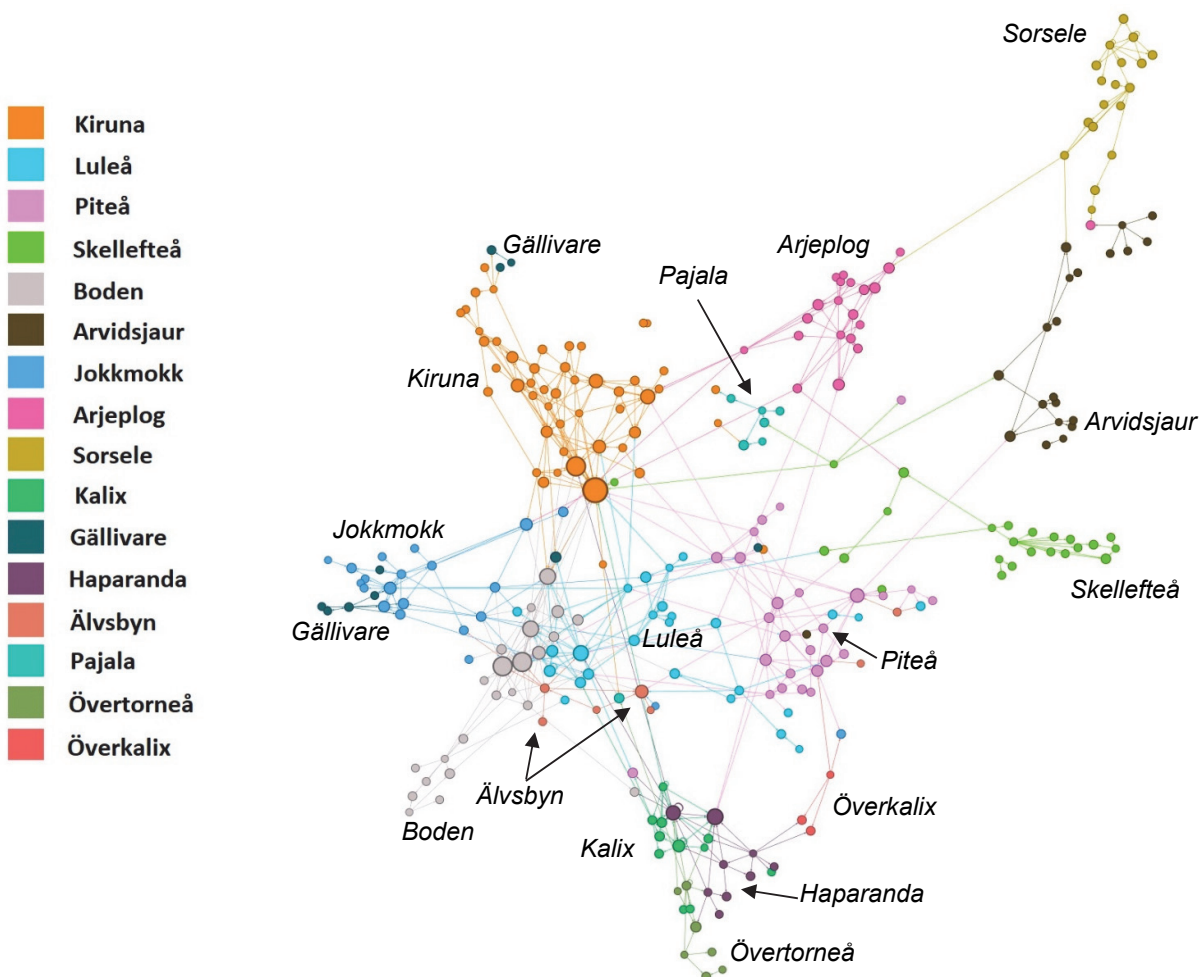 Kiruna
Luleå
Piteå
Skellefteå
Boden
Arvidsjaur
Jokkmokk
Arjeplog
Sorsele
Kalix
Gällivare
Haparanda
Älvsbyn
Pajala
Övertorneå
Överkalix
Sorsele
Gällivare
Arjeplog
Pajala
Kiruna
Arvidsjaur
Jokkmokk
Skellefteå
Gällivare
Luleå
Piteå
Älvsbyn
Överkalix
Boden
Kalix
Haparanda
Övertorneå